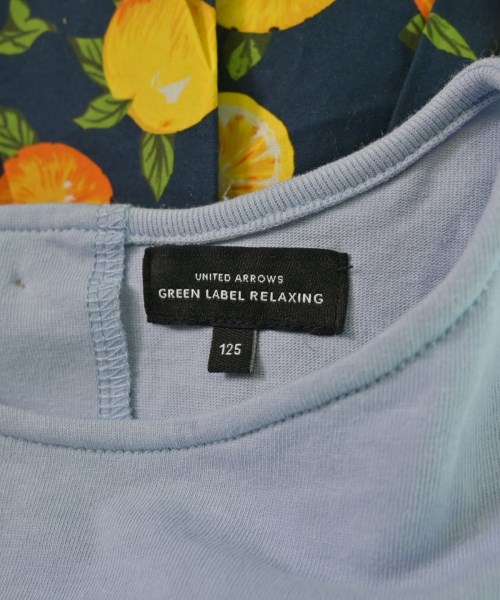 UNITED ARROWS
GREEN LABEL RELAXING
125